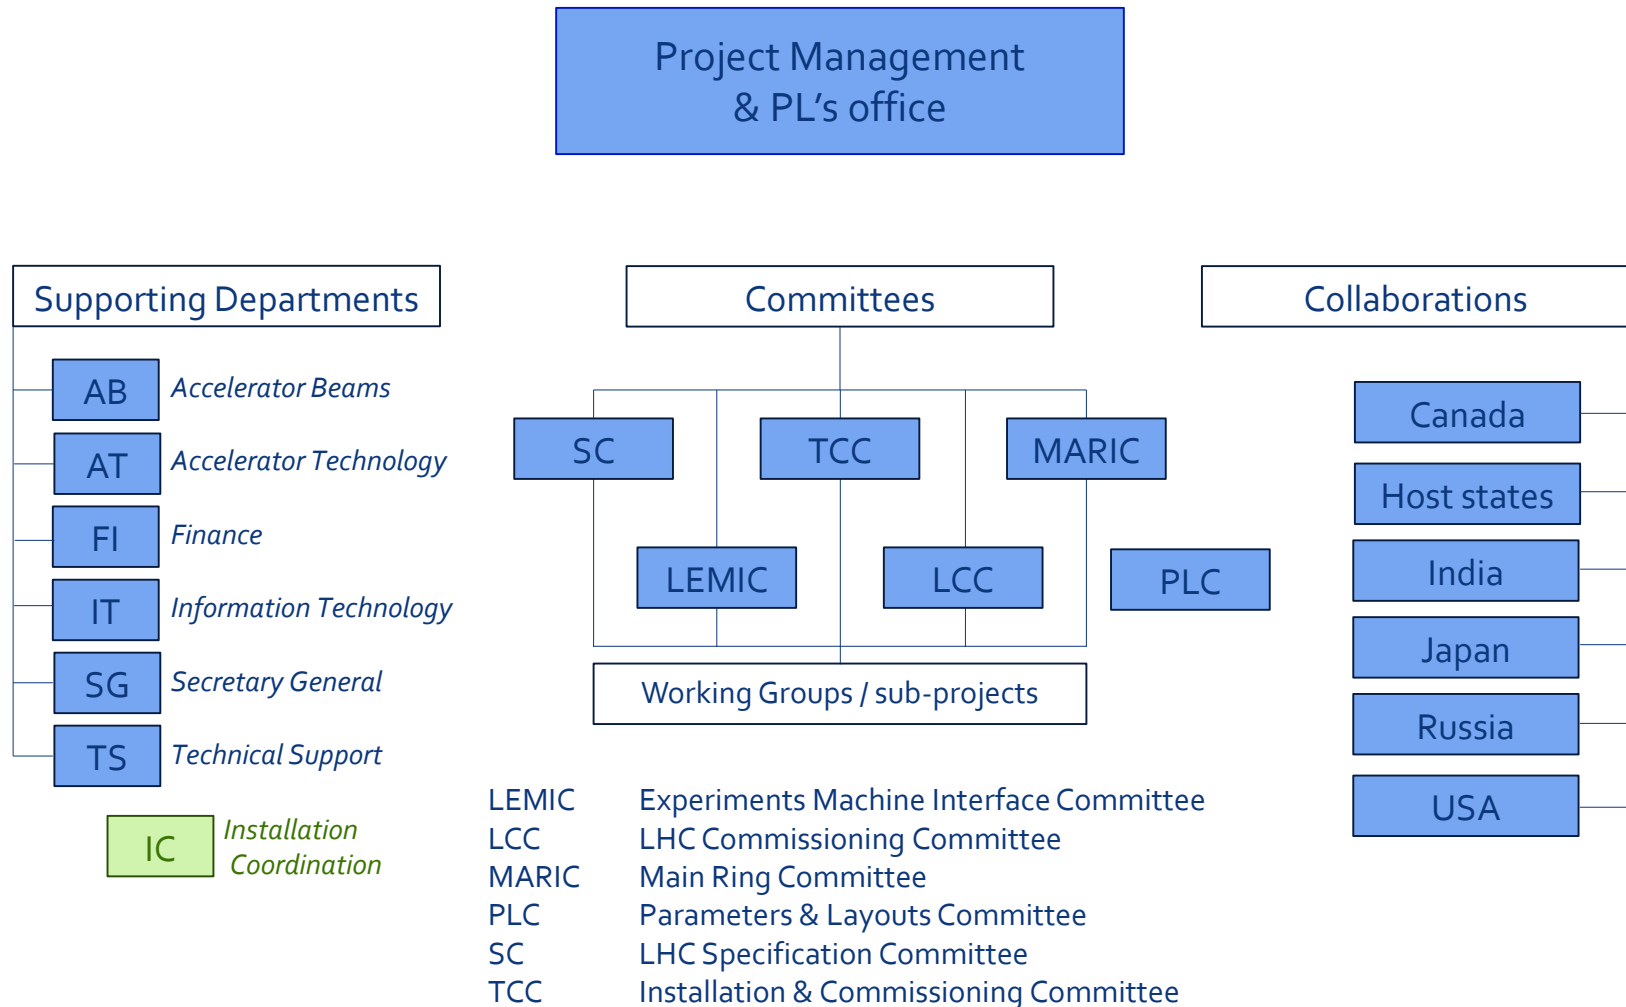 Project Management
& PL's office
Supporting Departments
AB Accelerator Beams
AT Accelerator Technology
FI Finance
IT Information Technology
SG Secretary General
TS Technical Support
IC Installation
Coordination
Committees
SC TCC MARIC
LEMIC LCC PLC
Working Groups / sub-projects
LEMIC Experiments Machine Interface Committee
LCC LHC Commissioning Committee
MARIC Main Ring Committee
PLC Parameters & Layouts Committee
SC LHC Specification Committee
TCC Installation & Commissioning Committee
Collaborations
Canada
Host states
India
Japan
Russia
USA